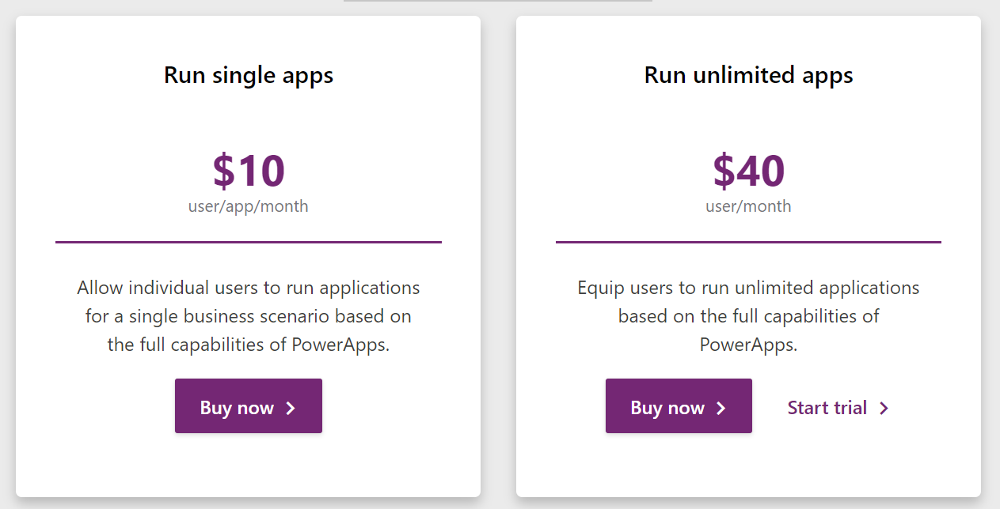 Run single apps
$10
user/app/month
Allow individual users to run applications
for a single business scenario based on
the full capabilities of PowerApps.
Buy now
Run unlimited apps
$40
user/month
Equip users to run unlimited applications
based on the full capabilities of
PowerApps.
Buy now
Start trial